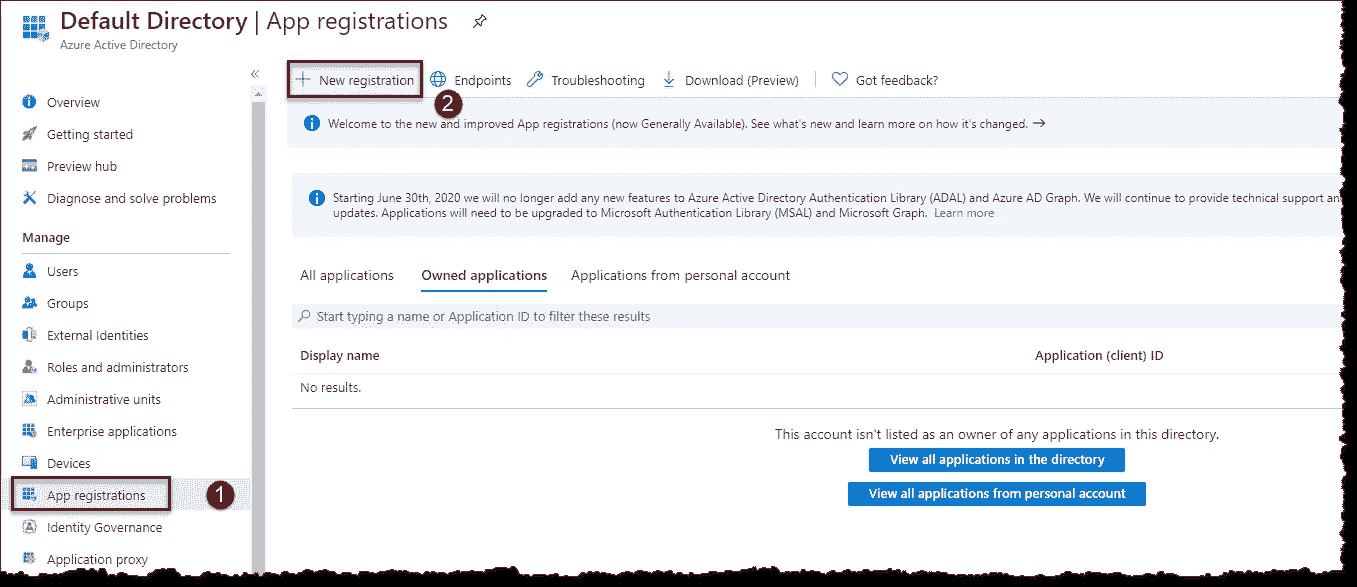 Default Directory | App registrations
Azure Active Directory
«
Overview
Getting started
Preview hub
Diagnose and solve problems
Manage
Users
Groups
External Identities
Roles and administrators
Administrative units
Enterprise applications
Devices
App registrations
1
Identity Governance
Application proxy
+ New registration
2
Endpoints
Troubleshooting
Download (Preview)
Got feedback?
Welcome to the new and improved App registrations (now Generally Available). See what's new and learn more on how it's changed. →
Starting June 30th, 2020 we will no longer add any new features to Azure Active Directory Authentication Library (ADAL) and Azure AD Graph. We will continue to provide technical support
updates. Applications will need to be upgraded to Microsoft Authentication Library (MSAL) and Microsoft Graph. Learn more
All applications
Owned applications
Applications from personal account
Start typing a name or Application ID to filter these results
Display name
Application (client) ID
No results.
This account isn't listed as an owner of any applications in this directory.
View all applications in the directory
View all applications from personal account